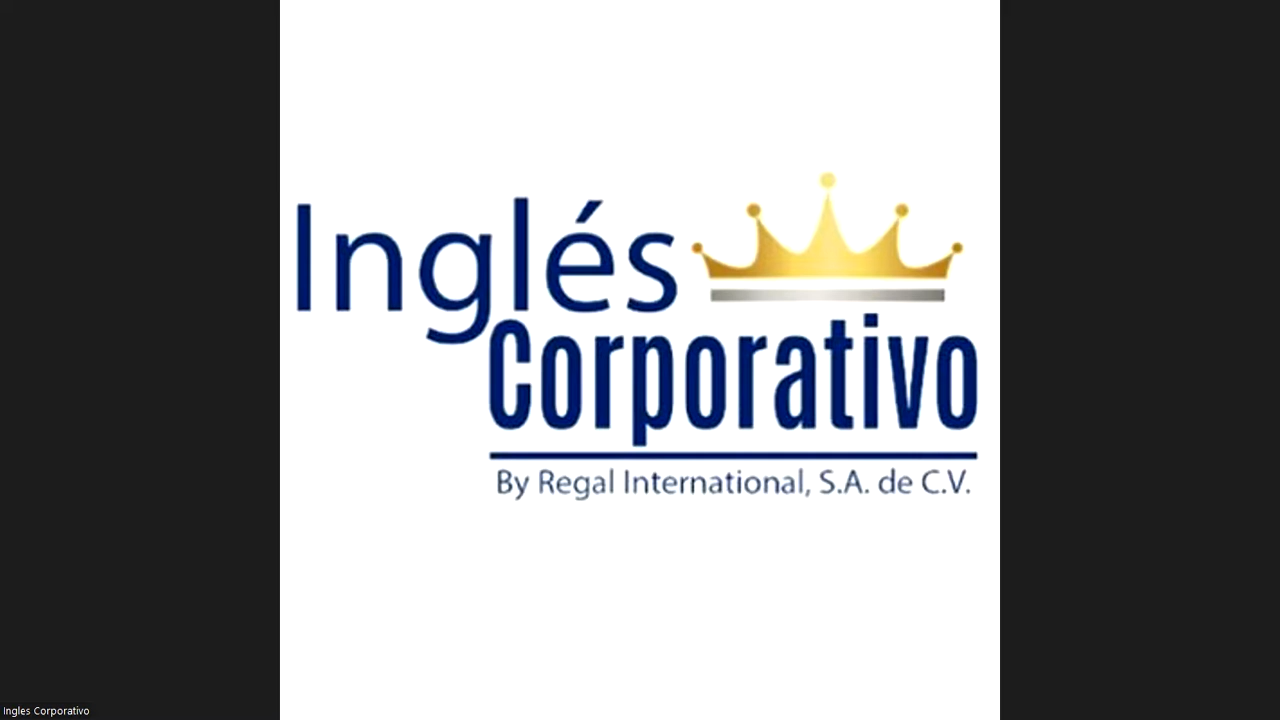 Inglés
Corporativo
By Regal International, S.A. de C.V.
Ingles Corporativo